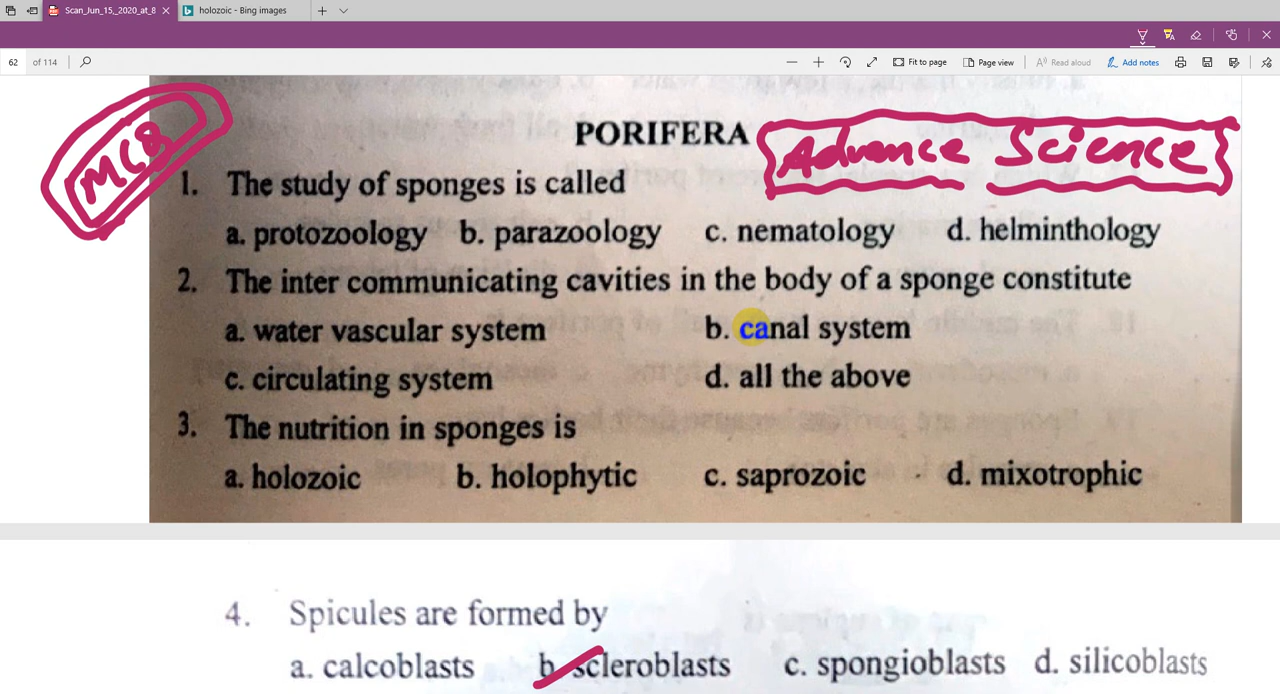 Scan_Jun_15,_2020_at_8
holozoic - Bing images
62 of 114
Fit to page
Page view
Read aloud
Add notes
MCB
PORIFERA
Advance Science
1. The study of sponges is called
a. protozoology b. parazoology c. nematology d. helminthology
2. The inter communicating cavities in the body of a sponge constitute
a. water vascular system b. canal system
c. circulating system d. all the above
3. The nutrition in sponges is
a. holozoic b. holophytic c. saprozoic d. mixotrophic
4. Spicules are formed by
a. calcoblasts b. scleroblasts c. spongioblasts d. silicoblasts